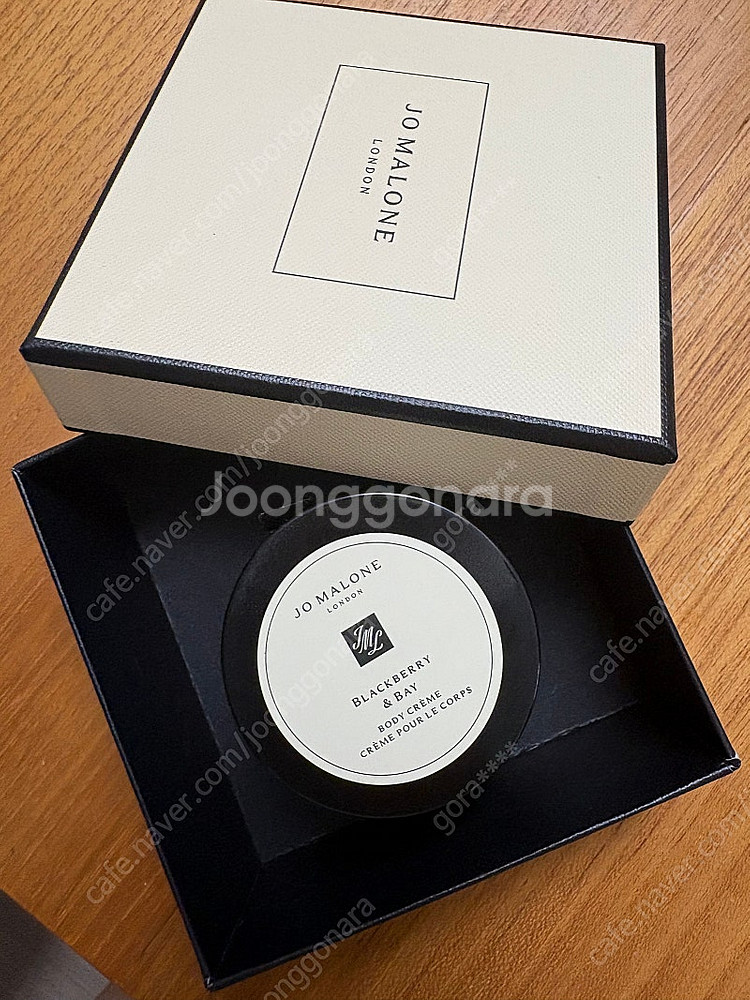 JO MALONE
LONDON
Joonggonara
JO MALONE
LONDON
JML
BLACKBERRY
& BAY
BODY CRÈME
CRÈME POUR LE CORPS
cafe.naver.com/joonggonara
gora****